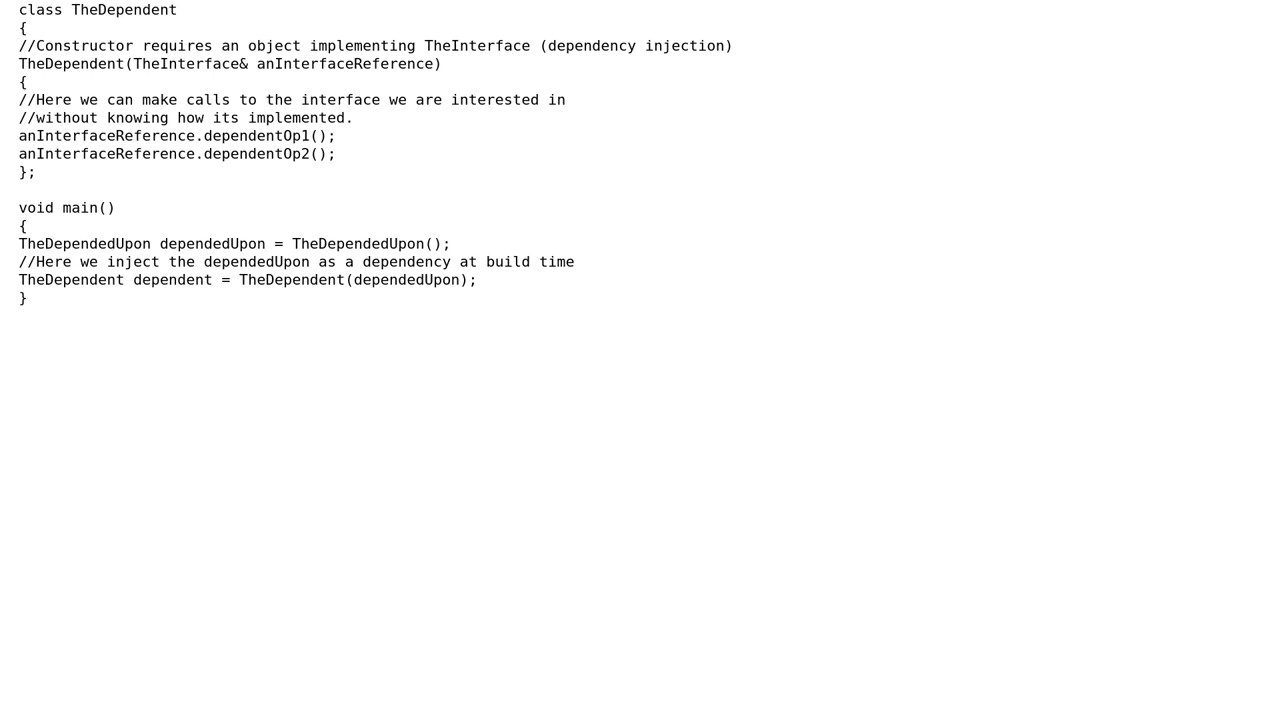 class TheDependent
{
//Constructor requires an object implementing TheInterface (dependency injection)
TheDependent(TheInterface& anInterfaceReference)
{
//Here we can make calls to the interface we are interested in
//without knowing how its implemented.
anInterfaceReference.dependentOp1();
anInterfaceReference.dependentOp2();
};

void main()
{
TheDependedUpon dependedUpon = TheDependedUpon();
//Here we inject the dependedUpon as a dependency at build time
TheDependent dependent = TheDependent(dependedUpon);
}